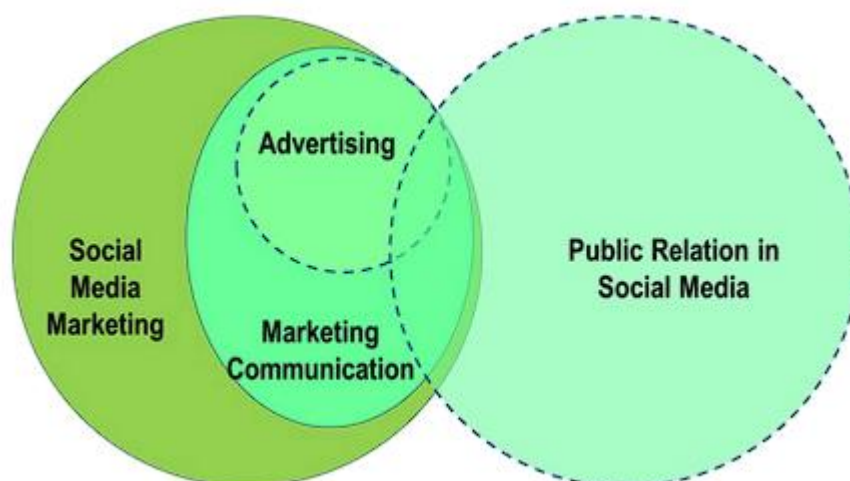 Advertising
Social
Media
Marketing
Public Relation in
Social Media
Marketing
Communication